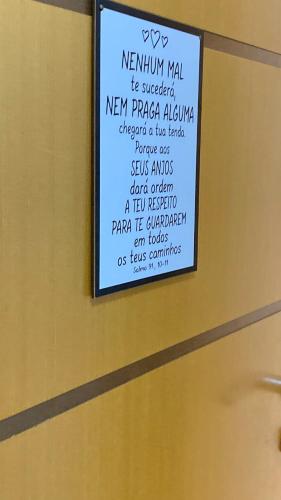 NENHUM MAL
te sucederá,
NEM PRAGA ALGUMA
chegará a tua tenda.
Porque aos
SEUS ANJOS
dará ordem
A TEU RESPEITO
PARA TE GUARDAREM
em todos
os teus caminhos
Salmo 91, 10-11